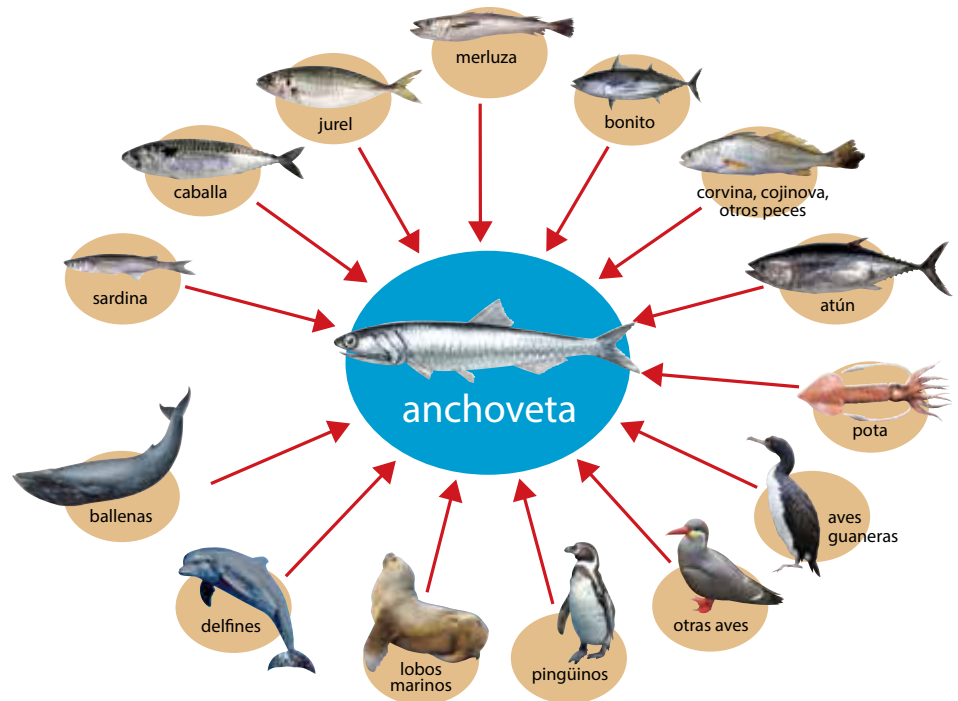 merluza
jurel
bonito
caballa
corvina, cojinova,
otros peces
sardina
atún
anchoveta
pota
ballenas
aves
guaneras
delfines
otras aves
lobos
marinos
pingüinos